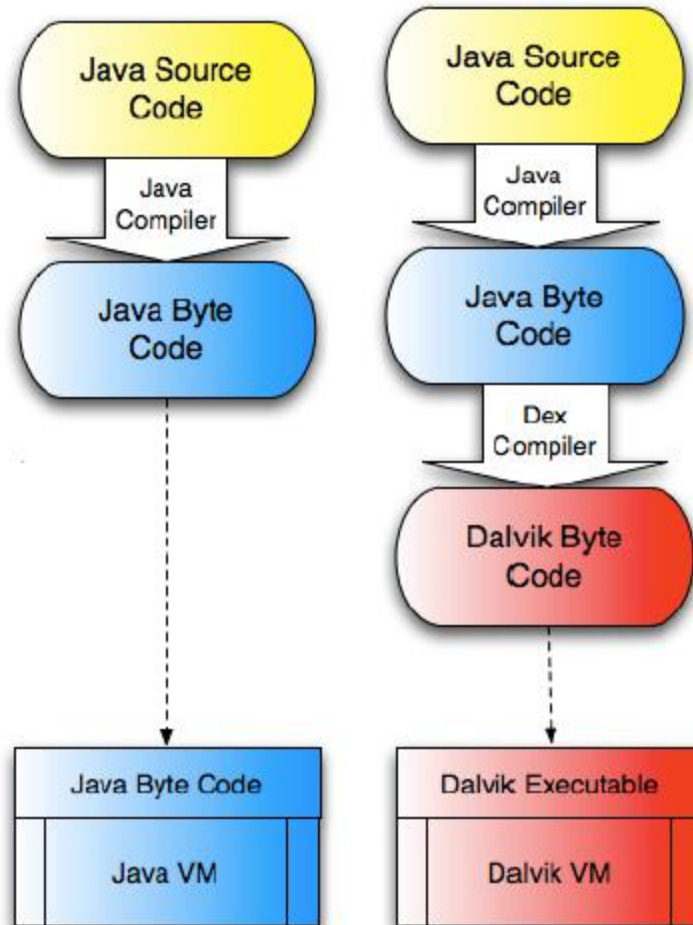 Java Source
Code
Java
Compiler
Java Byte
Code
Java Byte Code
Java VM
Java Source
Code
Java
Compiler
Java Byte
Code
Dex
Compiler
Dalvik Byte
Code
Dalvik Executable
Dalvik VM